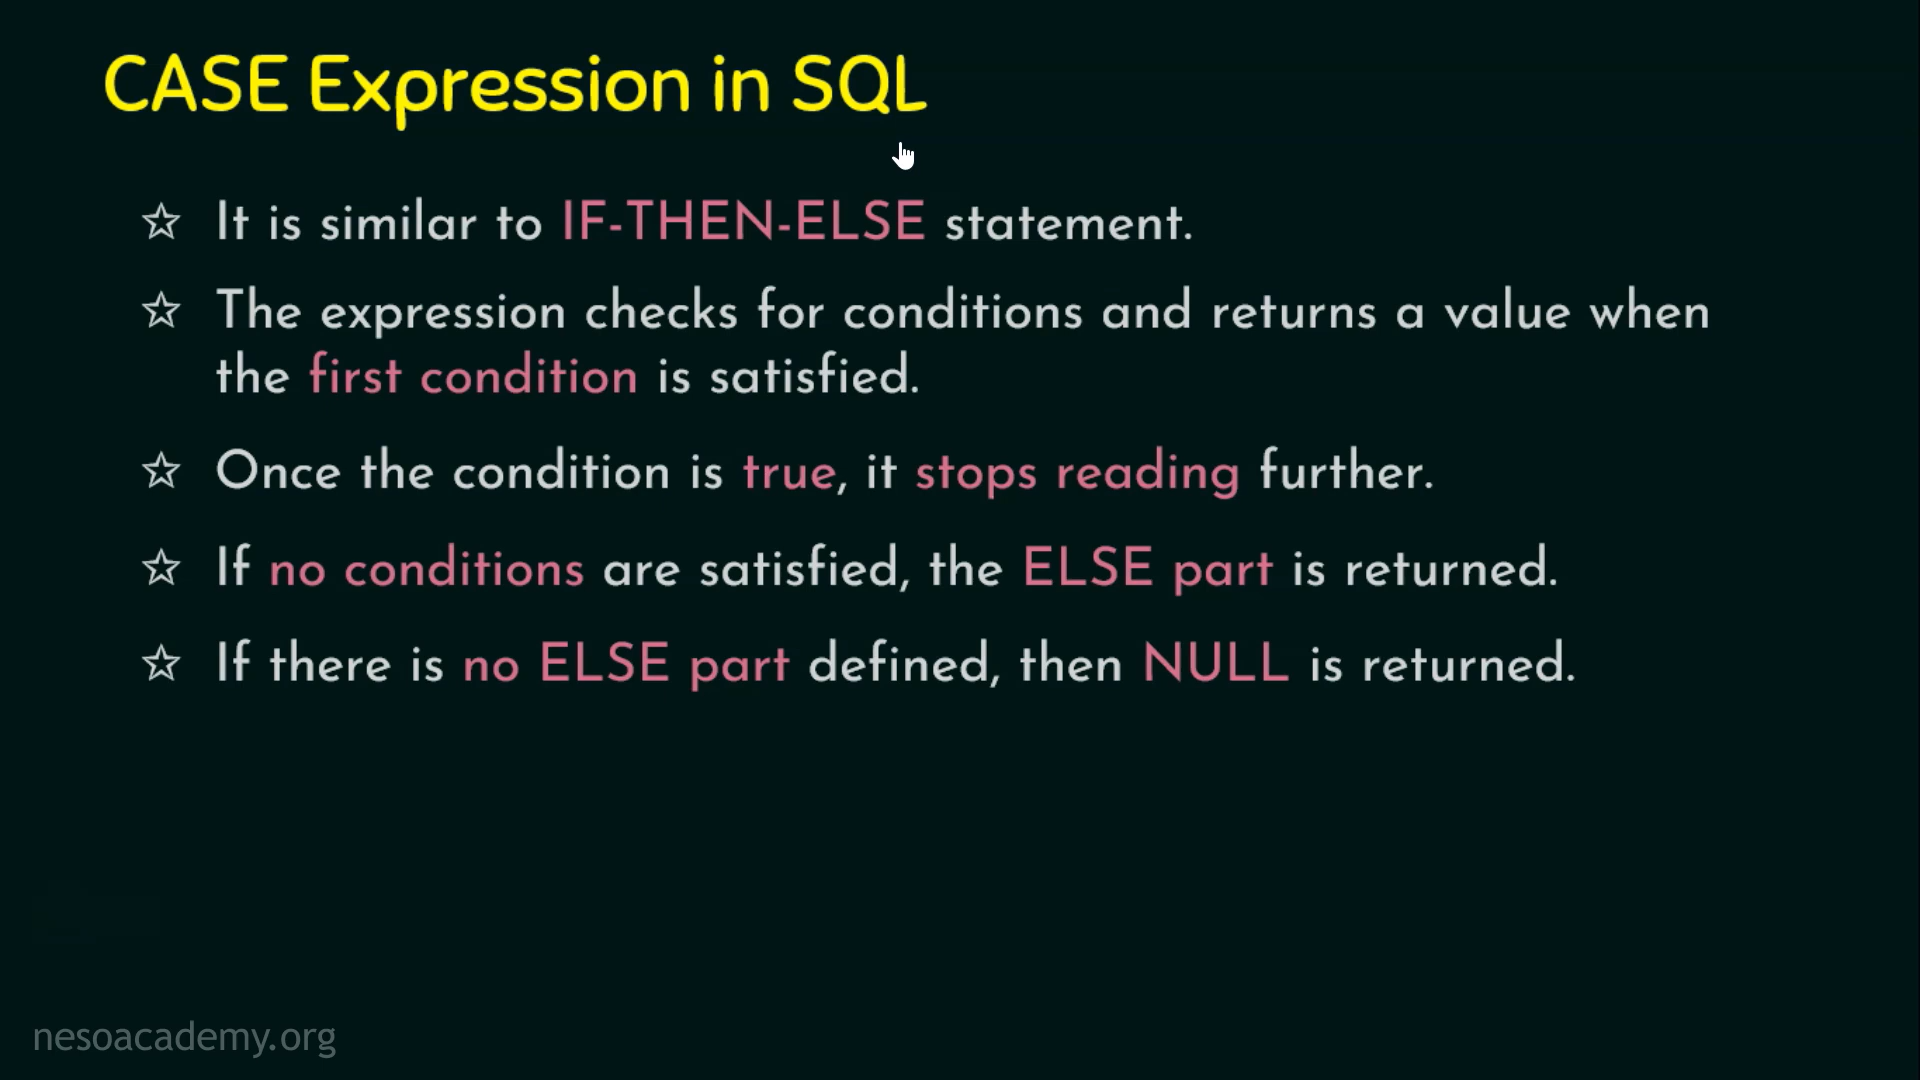 CASE Expression in SQL
It is similar to IF-THEN-ELSE statement.
The expression checks for conditions and returns a value when
the first condition is satisfied.
Once the condition is true, it stops reading further.
If no conditions are satisfied, the ELSE part is returned.
If there is no ELSE part defined, then NULL is returned.
nesoacademy.org